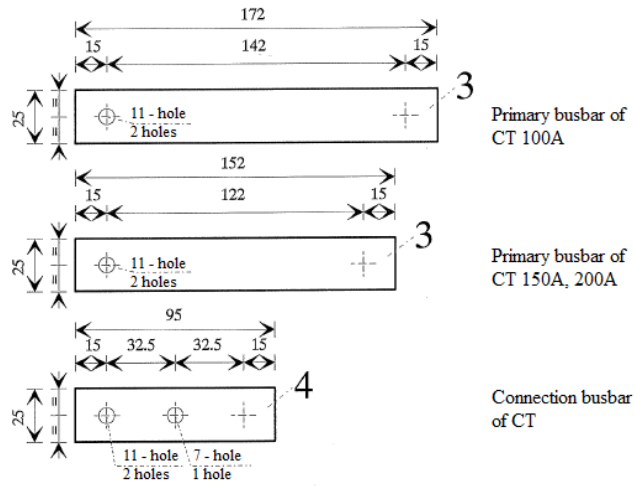 172
15
142
15
3
25
=
=
11 - hole
2 holes
Primary busbar of
CT 100A
152
15
122
15
3
25
=
=
11 - hole
2 holes
Primary busbar of
CT 150A, 200A
95
15
32.5
32.5
15
4
25
=
=
11 - hole
2 holes
7 - hole
1 hole
Connection busbar
of CT